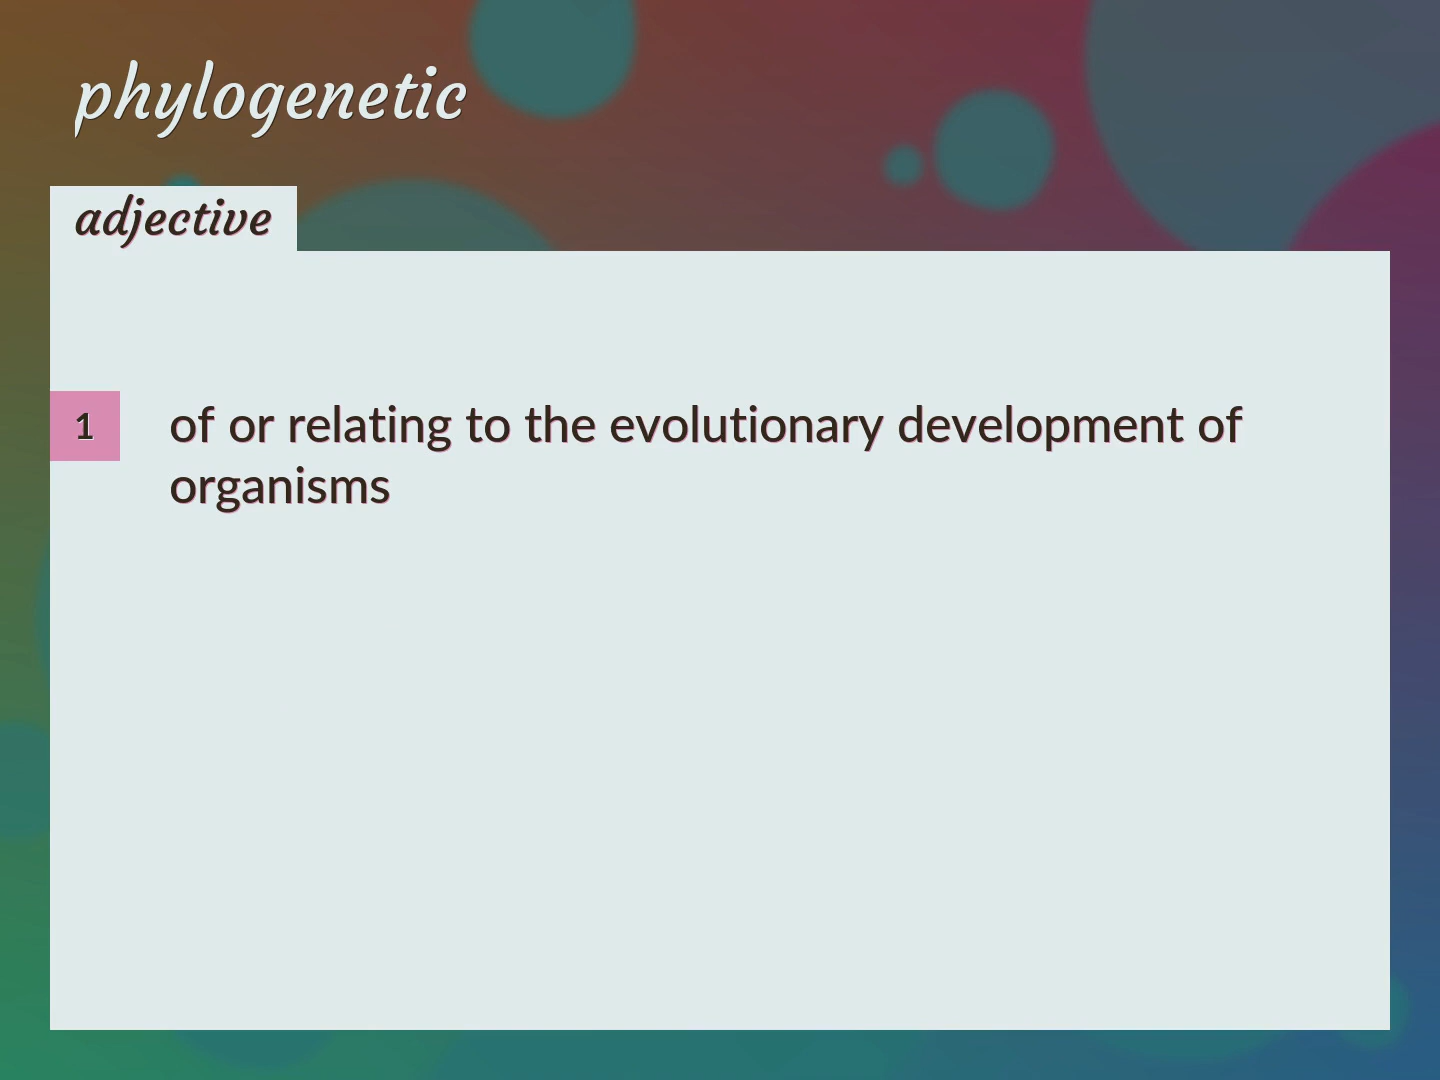 phylogenetic
adjective
1
of or relating to the evolutionary development of
organisms